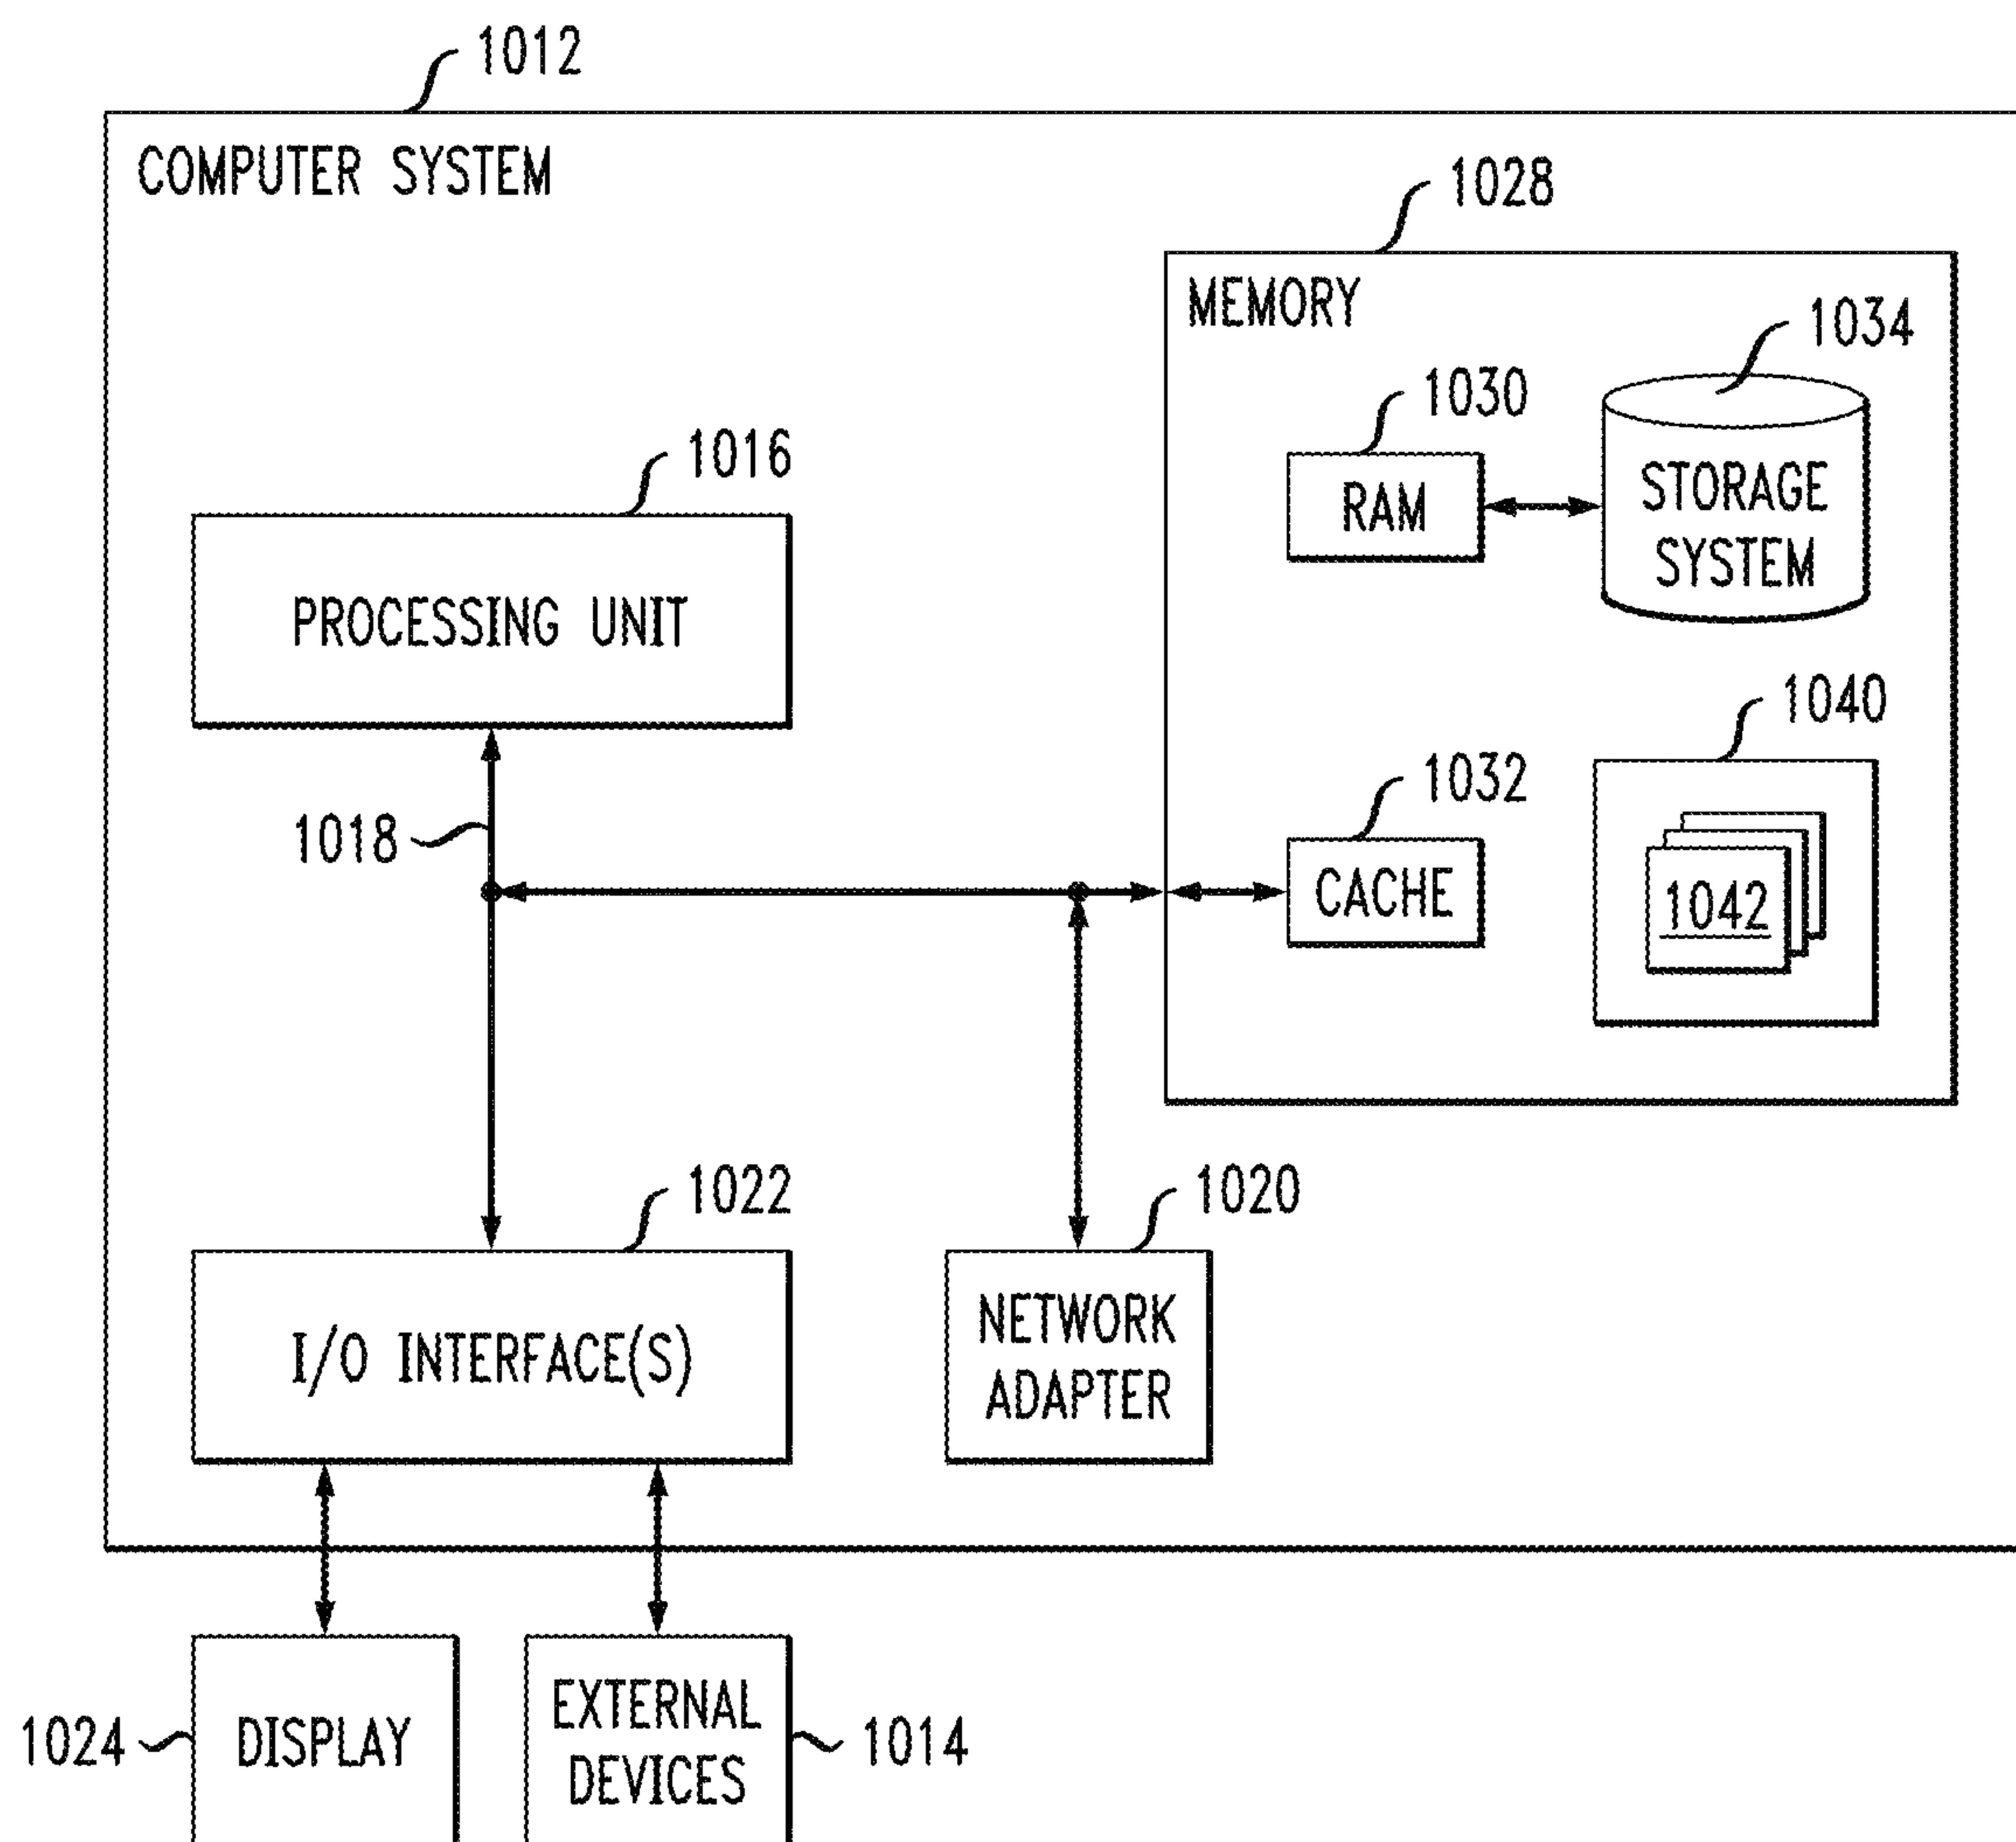 1012
COMPUTER SYSTEM
1028
MEMORY
1034
1030
RAM
STORAGE
SYSTEM
1016
PROCESSING UNIT
1040
1032
1018
CACHE
1042
1022
1020
I/O INTERFACE(S)
NETWORK
ADAPTER
1024
DISPLAY
EXTERNAL
DEVICES
1014